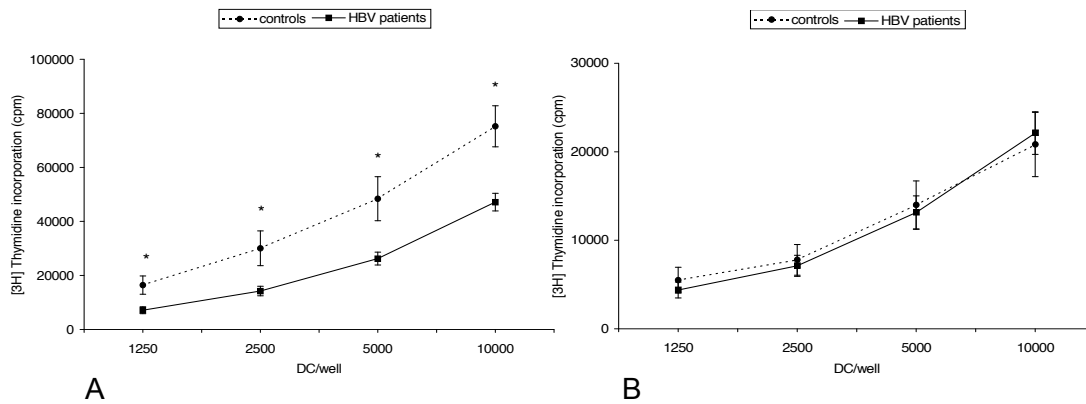 controls HBV patients
100000
80000
60000
40000
20000
0
[3H] Thymidine incorporation (cpm)
* * * *
1250 2500 5000 10000
DC/well
A
controls HBV patients
30000
20000
10000
0
[3H] Thymidine incorporation (cpm)
1250 2500 5000 10000
DC/well
B